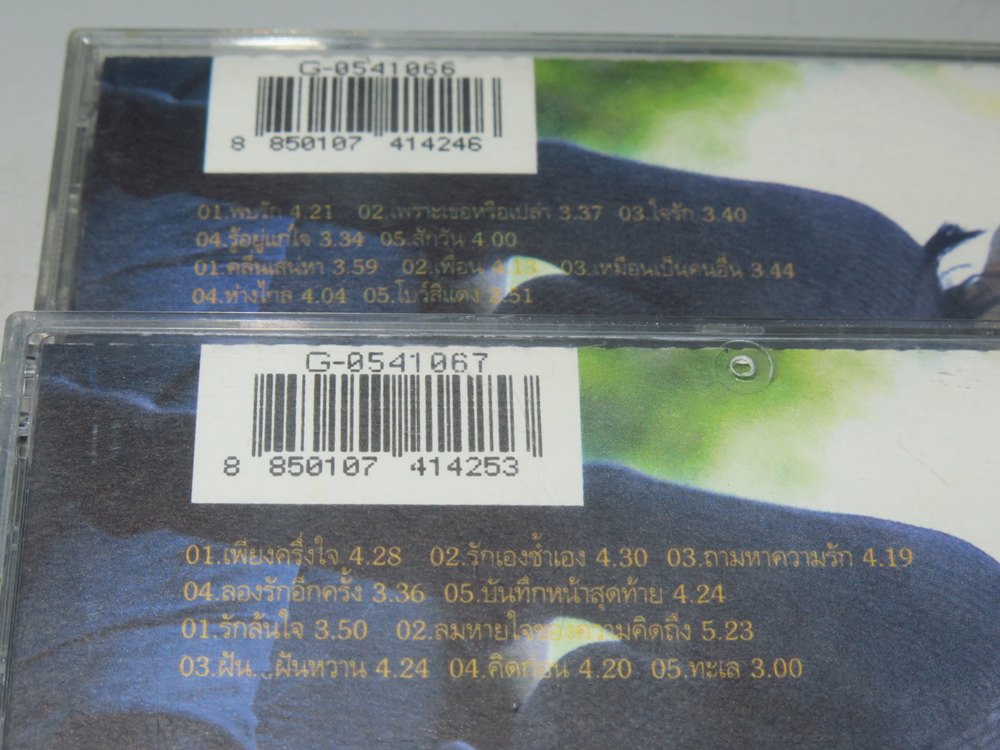 G-0541066
8 850107 414246
01.พบรัก 4.21 02.เพราะเธอหรือเปล่า 3.37 03.ใจรัก 3.40
04.รู้อยู่แก่ใจ 3.34 05.สักวัน 4.00
01.คลื่นเสน่หา 3.59 02.เพื่อน 4.18 03.เหมือนเป็นคนอื่น 3.44
04.ห่างไกล 4.04 05.โบว์สีแดง 2.51
G-0541067
8 850107 414253
01.เพียงครึ่งใจ 4.28 02.รักเองช้ำเอง 4.30 03.ถามหาความรัก 4.19
04.ลองรักอีกครั้ง 3.36 05.บันทึกหน้าสุดท้าย 4.24
01.รักล้นใจ 3.50 02.ลมหายใจของความคิดถึง 5.23
03.ฝัน...ฝันหวาน 4.24 04.คิดก่อน 4.20 05.ทะเล 3.00